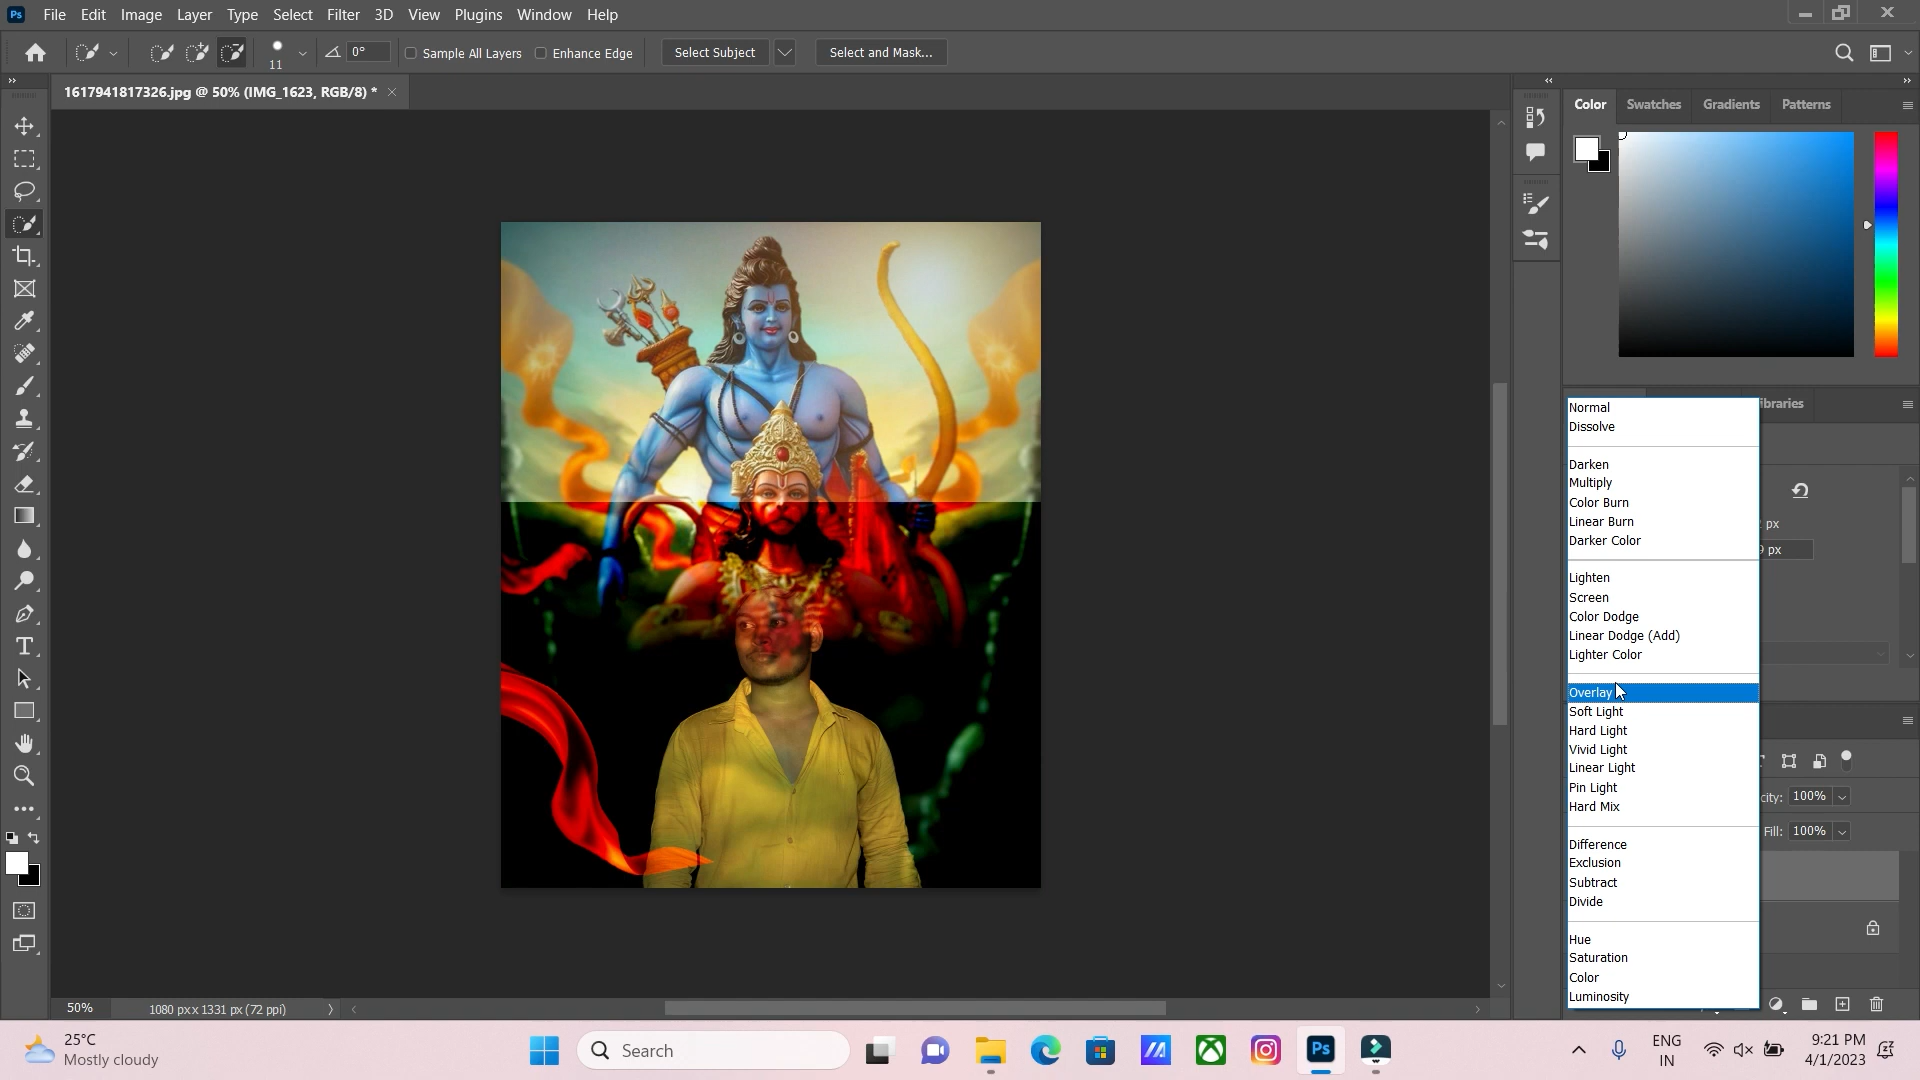 Ps File Edit Image Layer Type Select Filter 3D View Plugins Window Help
11 0° Sample All Layers Enhance Edge Select Subject Select and Mask...
1617941817326.jpg @ 50% (IMG_1623, RGB/8) *
Color Swatches Gradients Patterns
ibraries
Normal
Dissolve
Darken
Multiply
Color Burn
Linear Burn
px
Darker Color
px
Lighten
Screen
Color Dodge
Linear Dodge (Add)
Lighter Color
Overlay
Soft Light
Hard Light
Vivid Light
Linear Light
Pin Light
city: 100%
Hard Mix
Fill: 100%
Difference
Exclusion
Subtract
Divide
Hue
Saturation
Color
Luminosity
50% 1080 px x 1331 px (72 ppi)
25°C
Mostly cloudy
Search
Ps
ENG
IN
9:21 PM
4/1/2023